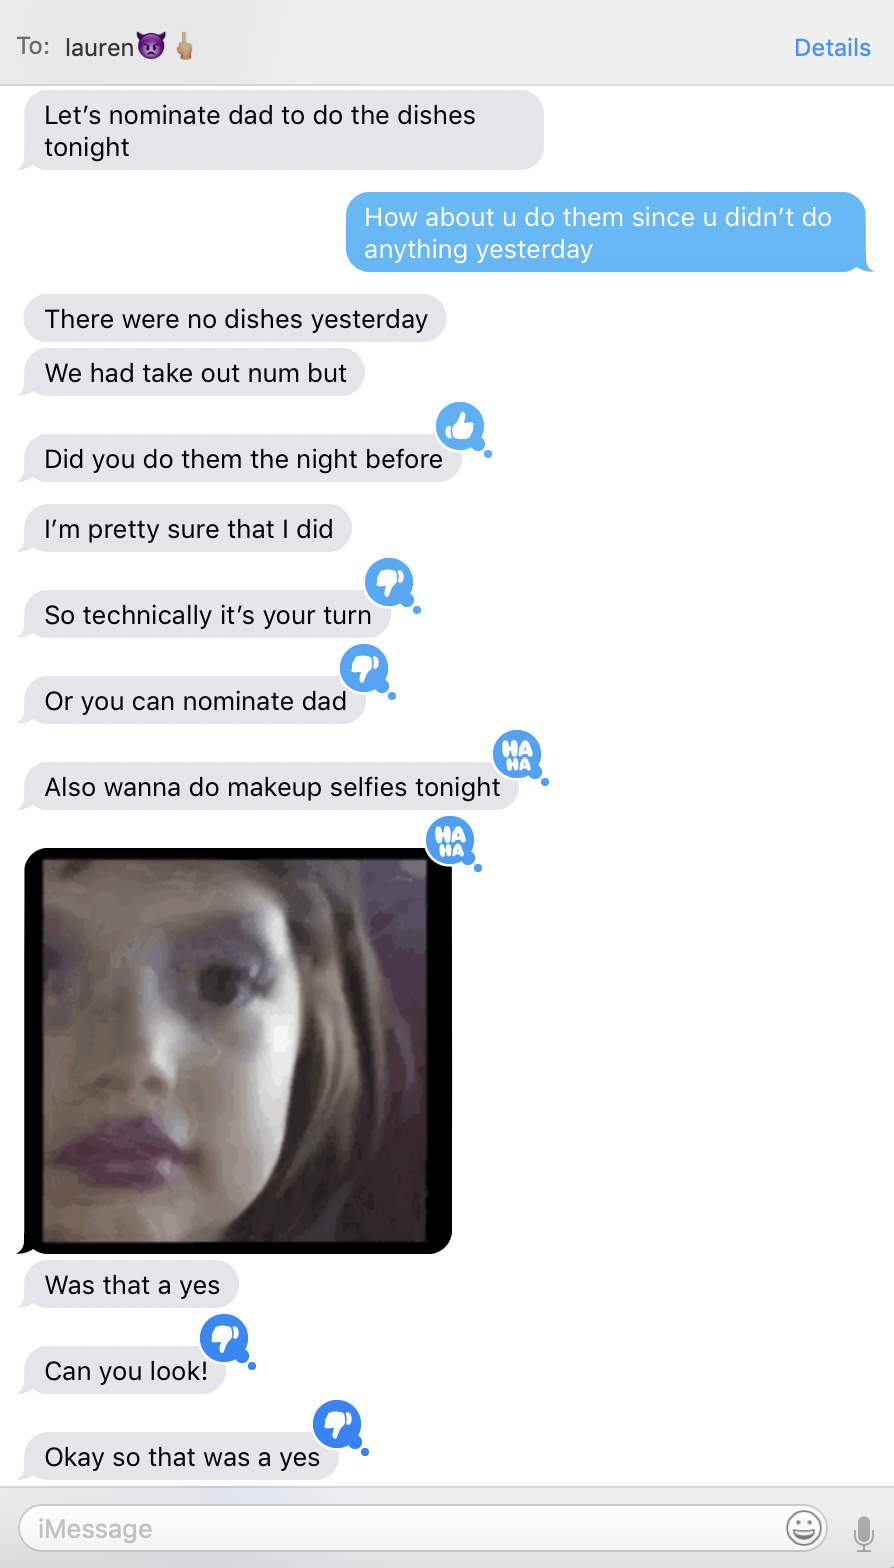 To: lauren😈🖕🏼
Details
Let's nominate dad to do the dishes
tonight
How about u do them since u didn't do
anything yesterday
There were no dishes yesterday
We had take out num but
Did you do them the night before
I'm pretty sure that I did
So technically it's your turn
Or you can nominate dad
HA
HA
Also wanna do makeup selfies tonight
HA
HA
Was that a yes
Can you look!
Okay so that was a yes
iMessage